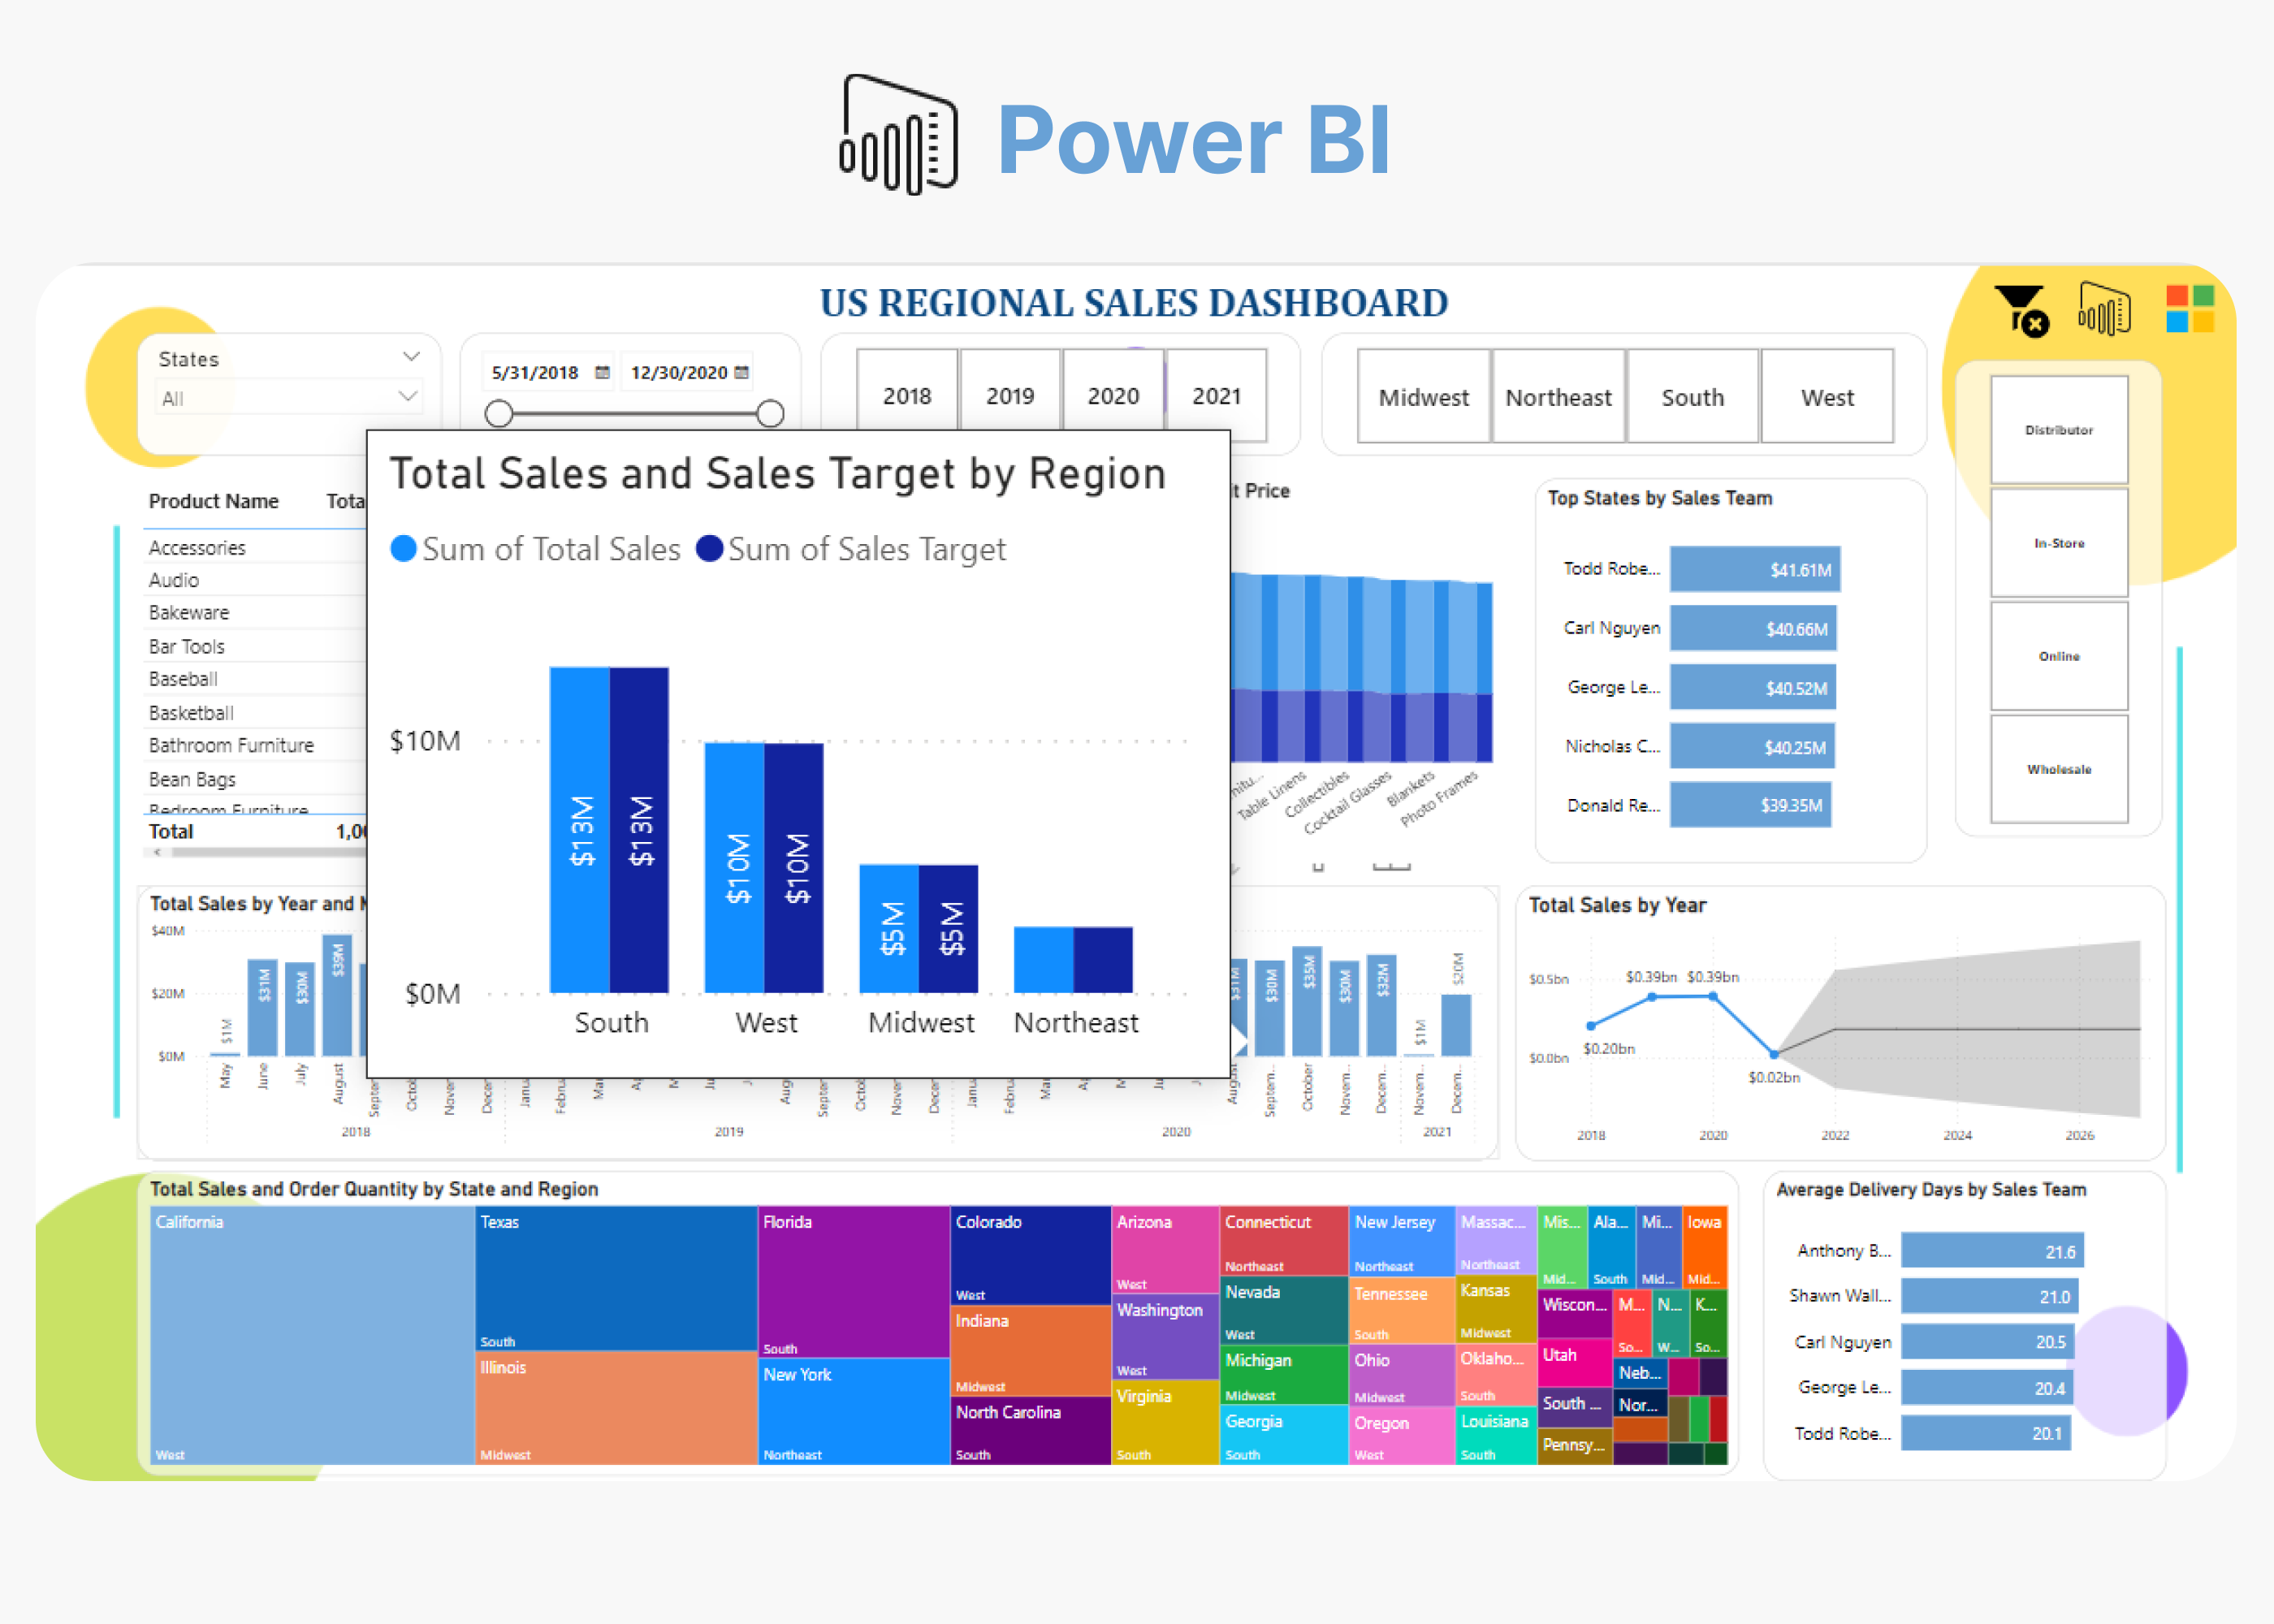 Power BI
US REGIONAL SALES DASHBOARD
States
All
5/31/2018
12/30/2020
2018
2019
2020
2021
Midwest
Northeast
South
West
Distributor
In-Store
Online
Wholesale
Product Name
Tota
Accessories
Audio
Bakeware
Bar Tools
Baseball
Basketball
Bathroom Furniture
Bean Bags
Bedroom Furniture
Total
1,0
Total Sales and Sales Target by Region
Sum of Total Sales
Sum of Sales Target
$10M
$0M
$13M
$13M
$10M
$10M
$5M
$5M
South
West
Midwest
Northeast
it Price
nitu...
Table Linens
Collectibles
Cocktail Glasses
Blankets
Photo Frames
Top States by Sales Team
Todd Robe... $41.61M
Carl Nguyen $40.66M
George Le... $40.52M
Nicholas C... $40.25M
Donald Re... $39.35M
Total Sales by Year and
$40M
$20M
$0M
$1M
$31M
$30M
$39M
$31M
$30M
$35M
$30M
$32M
$1M
$20M
May
June
July
August
Septer
Octob
Noven
Decen
Janua
Febru
Mar
Ap
M
Ju
J
Aug
Septer
Octob
Noven
Decen
Janua
Febru
Mar
Ap
M
Ju
J
August
Septem...
October
Novem...
Decem...
Novem...
Decem...
2018
2019
2020
2021
Total Sales by Year
$0.5bn
$0.0bn
$0.20bn
$0.39bn
$0.39bn
$0.02bn
2018
2020
2022
2024
2026
Total Sales and Order Quantity by State and Region
California
West
Texas
South
Illinois
Midwest
Florida
South
New York
Northeast
Colorado
West
Indiana
Midwest
North Carolina
South
Arizona
West
Washington
West
Virginia
South
Connecticut
Northeast
Nevada
West
Michigan
Midwest
Georgia
South
New Jersey
Northeast
Tennessee
South
Ohio
Midwest
Oregon
West
Massac...
Northeast
Kansas
Midwest
Oklaho...
South
Louisiana
South
Mis...
Mid...
Ala...
South
Mi...
Mid...
Iowa
Mid...
Wiscon...
Utah
South ...
Pennsy...
M...
So...
N...
W...
K...
So...
Neb...
Nor...
Average Delivery Days by Sales Team
Anthony B... 21.6
Shawn Wall... 21.0
Carl Nguyen 20.5
George Le... 20.4
Todd Robe... 20.1